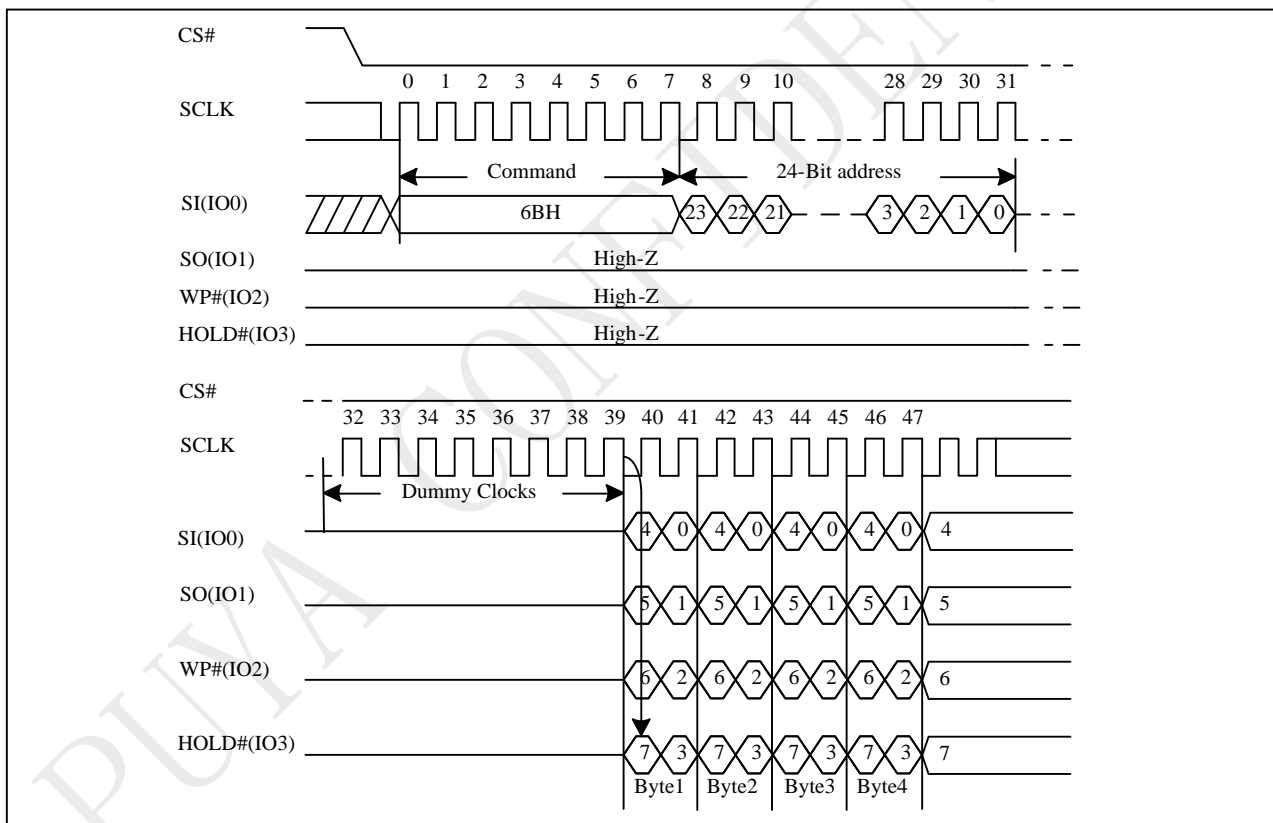 CS#
0 1 2 3 4 5 6 7 8 9 10 28 29 30 31
SCLK
Command 24-Bit address
SI(IO0) 6BH 23 22 21 3 2 1 0
SO(IO1) High-Z
WP#(IO2) High-Z
HOLD#(IO3) High-Z
CS#
32 33 34 35 36 37 38 39 40 41 42 43 44 45 46 47
SCLK
Dummy Clocks
SI(IO0) 4 0 4 0 4 0 4 0 4
SO(IO1) 5 1 5 1 5 1 5 1 5
WP#(IO2) 6 2 6 2 6 2 6 2 6
HOLD#(IO3) 7 3 7 3 7 3 7 3 7
Byte1 Byte2 Byte3 Byte4
PUYA CONFIDEN